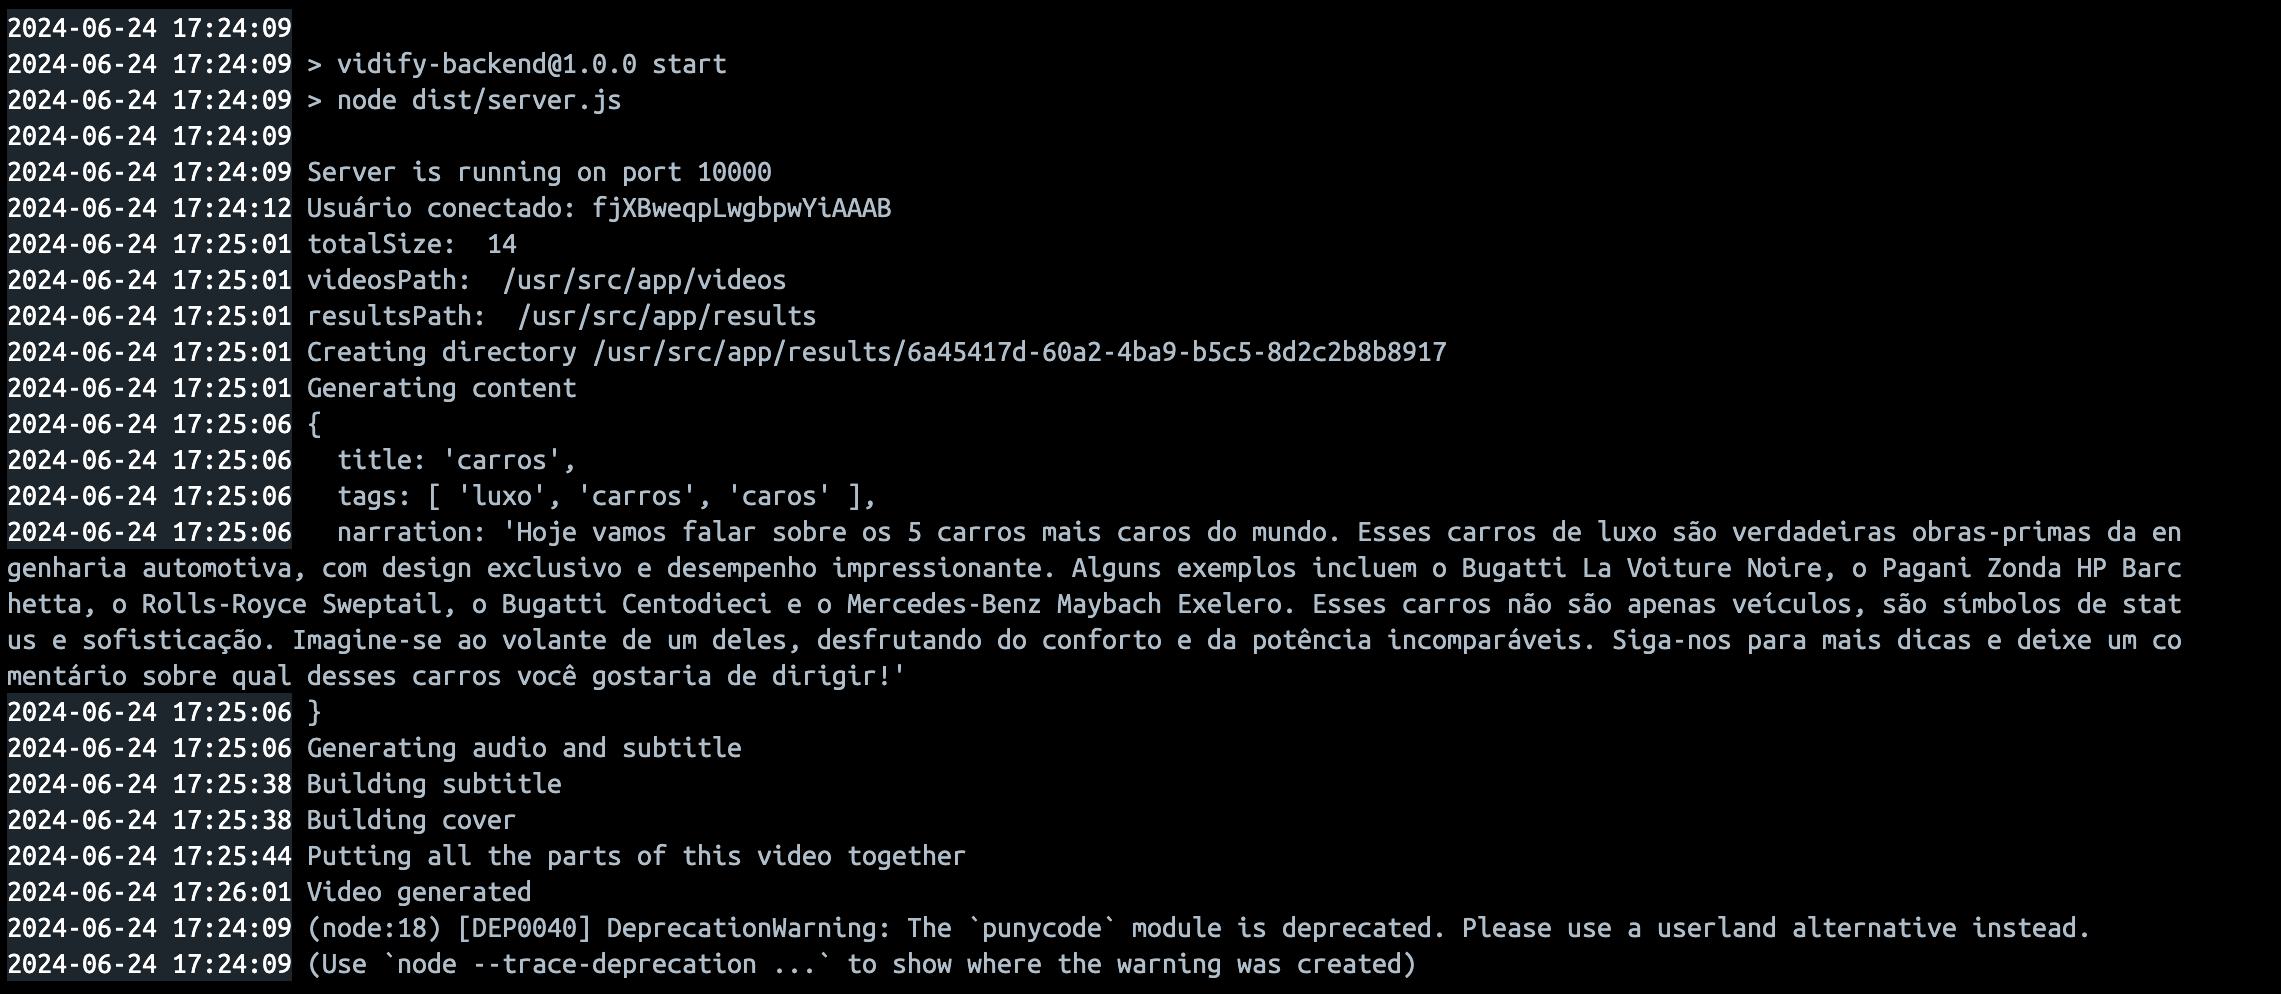 2024-06-24 17:24:09
2024-06-24 17:24:09 > vidify-backend@1.0.0 start
2024-06-24 17:24:09 > node dist/server.js
2024-06-24 17:24:09
2024-06-24 17:24:09 Server is running on port 10000
2024-06-24 17:24:12 Usuário conectado: fjXBweqpLwgbpwYiAAAB
2024-06-24 17:25:01 totalSize:  14
2024-06-24 17:25:01 videosPath:  /usr/src/app/videos
2024-06-24 17:25:01 resultsPath:  /usr/src/app/results
2024-06-24 17:25:01 Creating directory /usr/src/app/results/6a45417d-60a2-4ba9-b5c5-8d2c2b8b8917
2024-06-24 17:25:01 Generating content
2024-06-24 17:25:06 {
2024-06-24 17:25:06   title: 'carros',
2024-06-24 17:25:06   tags: [ 'luxo', 'carros', 'caros' ],
2024-06-24 17:25:06   narration: 'Hoje vamos falar sobre os 5 carros mais caros do mundo. Esses carros de luxo são verdadeiras obras-primas da en
genharia automotiva, com design exclusivo e desempenho impressionante. Alguns exemplos incluem o Bugatti La Voiture Noire, o Pagani Zonda HP Barc
hetta, o Rolls-Royce Sweptail, o Bugatti Centodieci e o Mercedes-Benz Maybach Exelero. Esses carros não são apenas veículos, são símbolos de stat
us e sofisticação. Imagine-se ao volante de um deles, desfrutando do conforto e da potência incomparáveis. Siga-nos para mais dicas e deixe um co
mentário sobre qual desses carros você gostaria de dirigir!'
2024-06-24 17:25:06 }
2024-06-24 17:25:06 Generating audio and subtitle
2024-06-24 17:25:38 Building subtitle
2024-06-24 17:25:38 Building cover
2024-06-24 17:25:44 Putting all the parts of this video together
2024-06-24 17:26:01 Video generated
2024-06-24 17:24:09 (node:18) [DEP0040] DeprecationWarning: The `punycode` module is deprecated. Please use a userland alternative instead.
2024-06-24 17:24:09 (Use `node --trace-deprecation ...` to show where the warning was created)